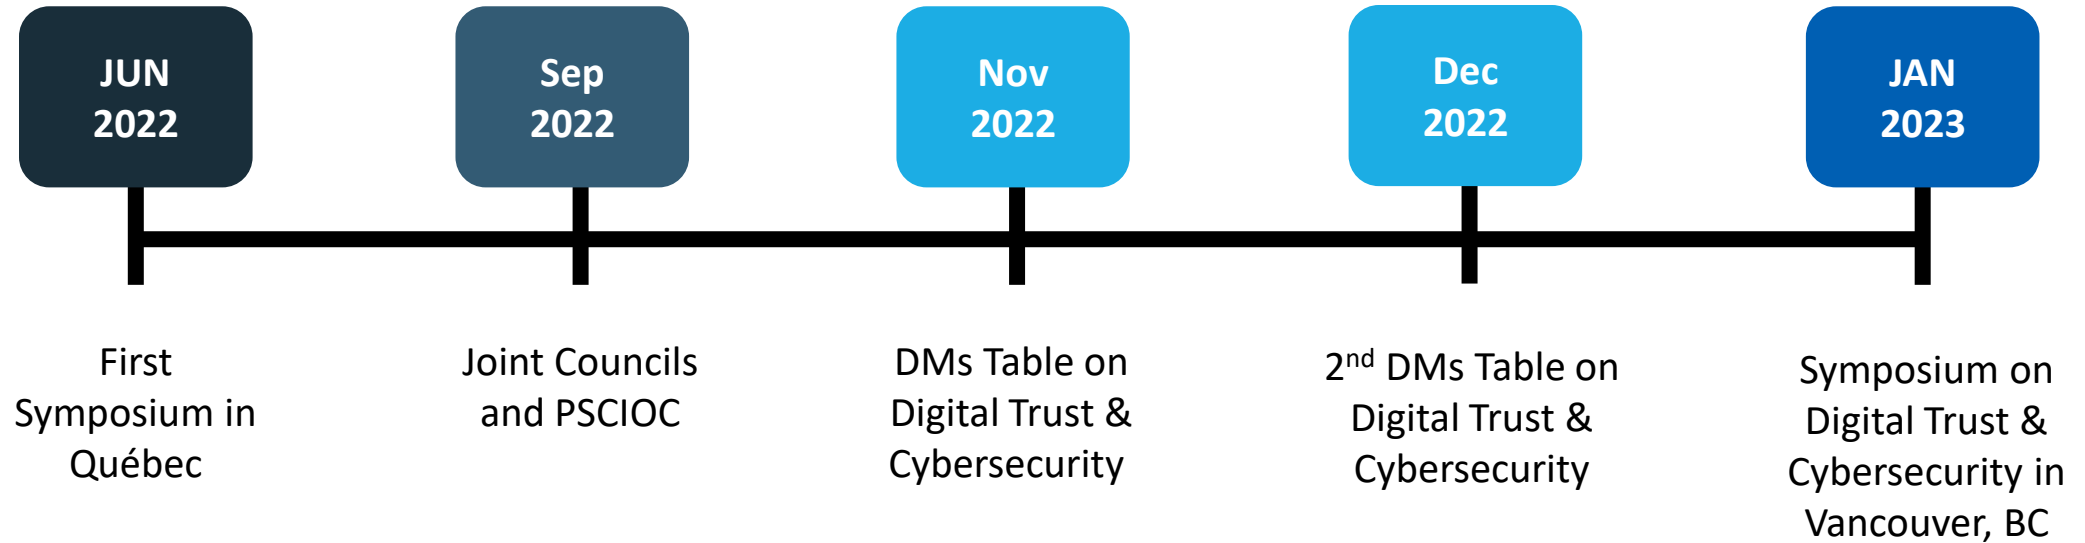 JUN
2022
Sep
2022
Nov
2022
Dec
2022
JAN
2023
First
Symposium in
Québec
Joint Councils
and PSCIOC
DMs Table on
Digital Trust &
Cybersecurity
2nd DMs Table on
Digital Trust &
Cybersecurity
Symposium on
Digital Trust &
Cybersecurity in
Vancouver, BC